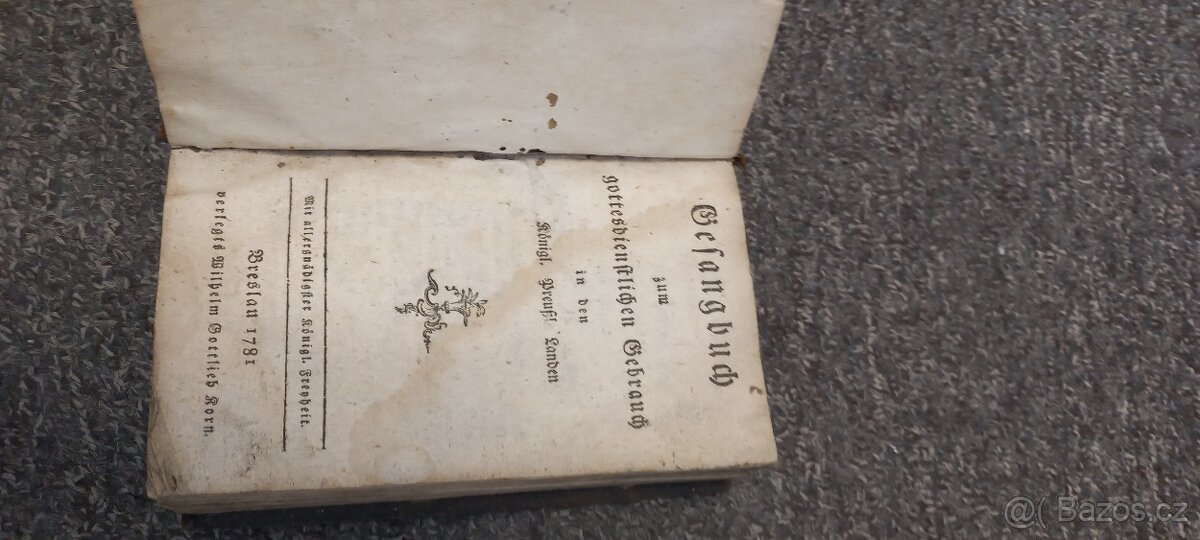 Gesangbuch
zum
gottesdienstlichen Gebrauch
in den
Königl. Preußl. Landen
Mit allergnädigster Königl. Freyheit.
Breslau 1781
verlegts Wilhelm Gottlieb Korn.
@( Bazos.cz